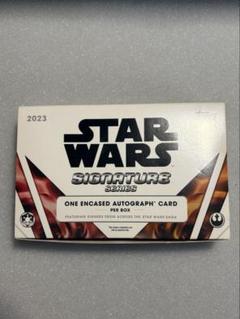 2023
STAR
WARS
SIGNATURE
SERIES
ONE ENCASED AUTOGRAPH CARD
PER BOX
FEATURING SIGNERS FROM ACROSS THE STAR WARS SAGA